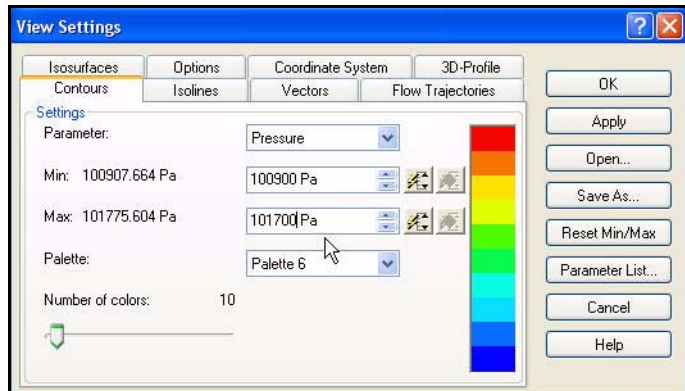 View Settings
Isosurfaces Options Coordinate System 3D-Profile
Contours Isolines Vectors Flow Trajectories
Settings
Parameter: Pressure
Min: 100907.664 Pa 100900 Pa
Max: 101775.604 Pa 101700 Pa
Palette: Palette 6
Number of colors: 10
OK
Apply
Open...
Save As...
Reset Min/Max
Parameter List...
Cancel
Help